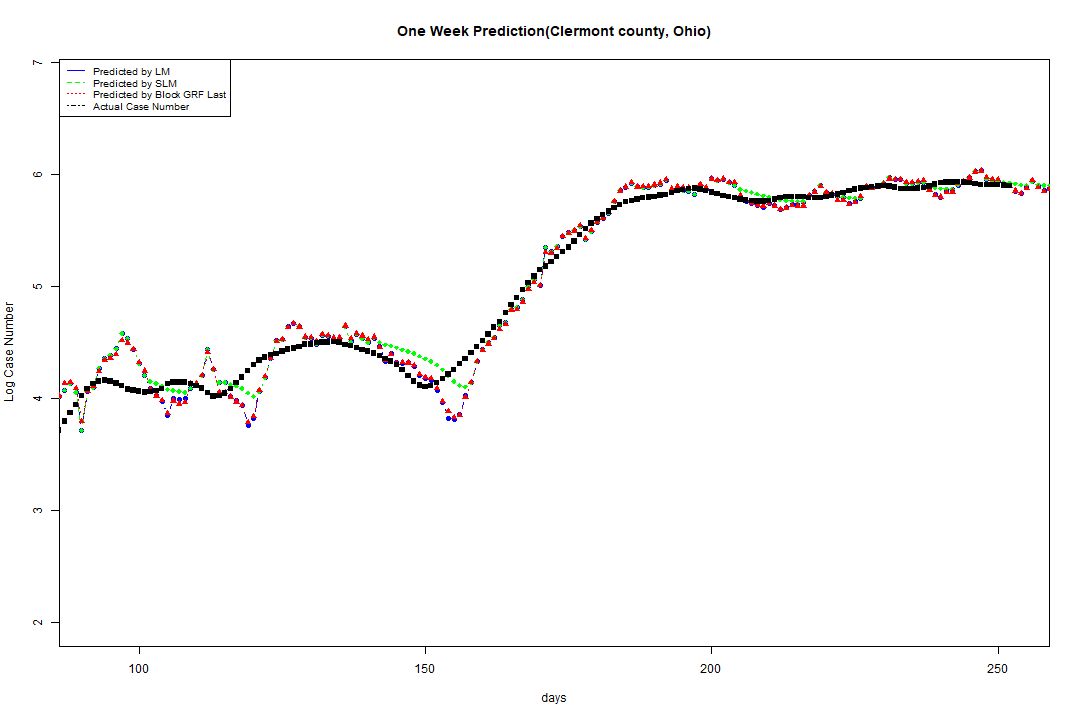 One Week Prediction(Clermont county, Ohio)
Predicted by LM
Predicted by SLM
Predicted by Block GRF Last
Actual Case Number
7
6
5
4
3
2
Log Case Number
100
150
200
250
days